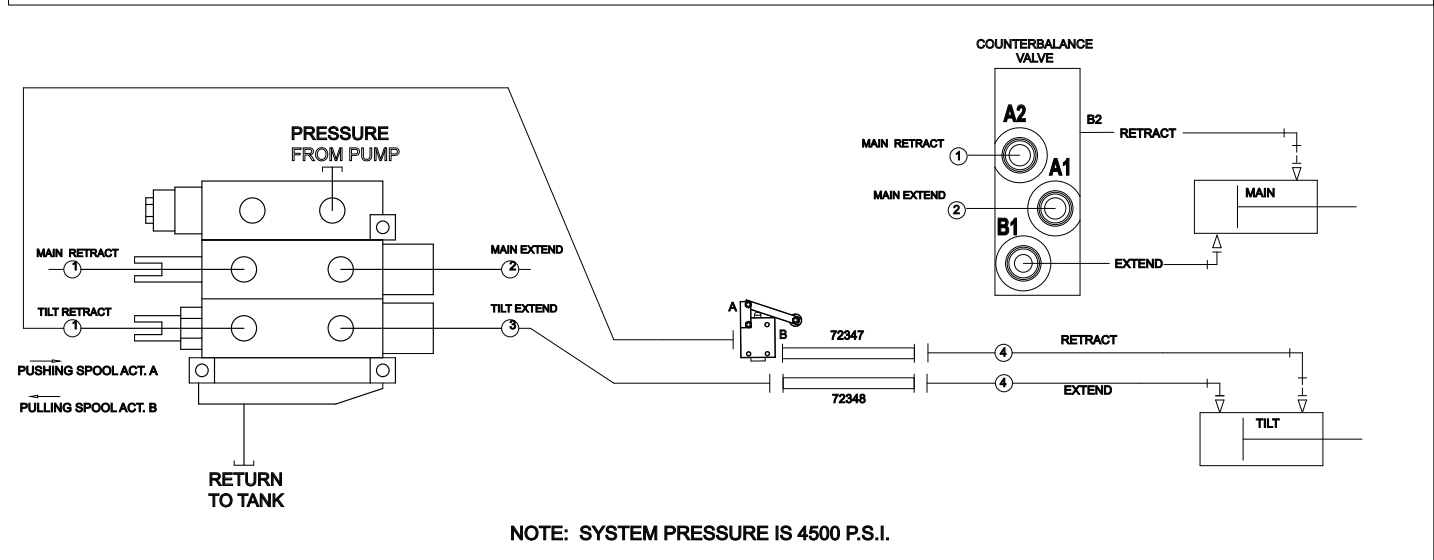 COUNTERBALANCE
VALVE
A2
B2
RETRACT
MAIN RETRACT
1
A1
MAIN
MAIN EXTEND
2
B1
EXTEND
PRESSURE
FROM PUMP
MAIN RETRACT
1
MAIN EXTEND
2
TILT RETRACT
1
TILT EXTEND
3
A
B
72347
RETRACT
4
PUSHING SPOOL ACT. A
PULLING SPOOL ACT. B
72348
4
EXTEND
TILT
RETURN
TO TANK
NOTE: SYSTEM PRESSURE IS 4500 P.S.I.